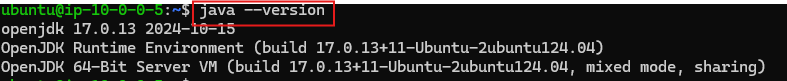 ubuntu@ip-10-0-0-5:~$ java --version
openjdk 17.0.13 2024-10-15
OpenJDK Runtime Environment (build 17.0.13+11-Ubuntu-2ubuntu124.04)
OpenJDK 64-Bit Server VM (build 17.0.13+11-Ubuntu-2ubuntu124.04, mixed mode, sharing)